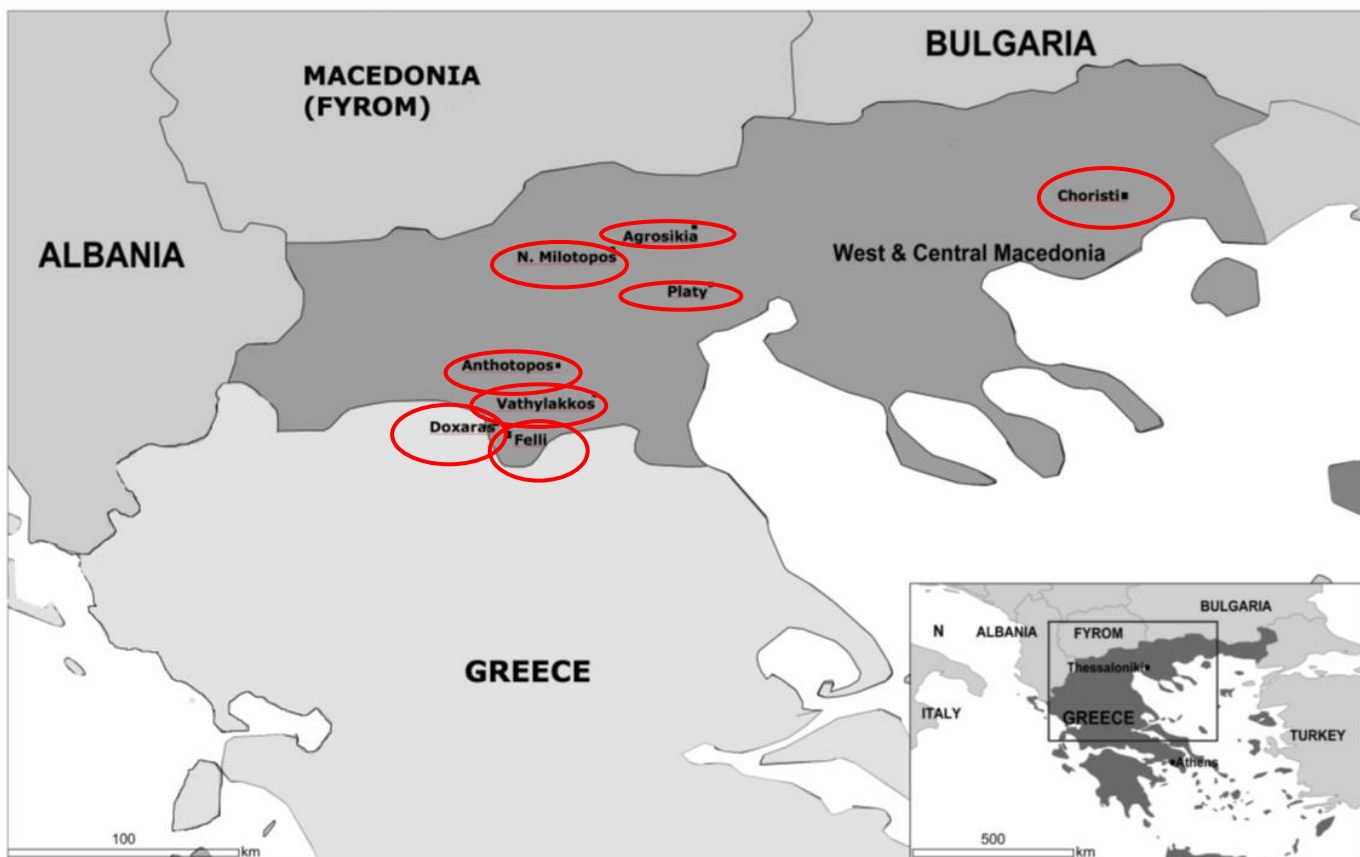 BULGARIA
MACEDONIA
(FYROM)
Choristi
Agrosikia
ALBANIA
N. Milotopos
West & Central Macedonia
Platy
Anthotopos
Vathylakkos
Doxaras
Felli
GREECE
100
km
BULGARIA
N
ALBANIA
FYROM
Thessaloniki
ITALY
GREECE
TURKEY
Athens
500
km